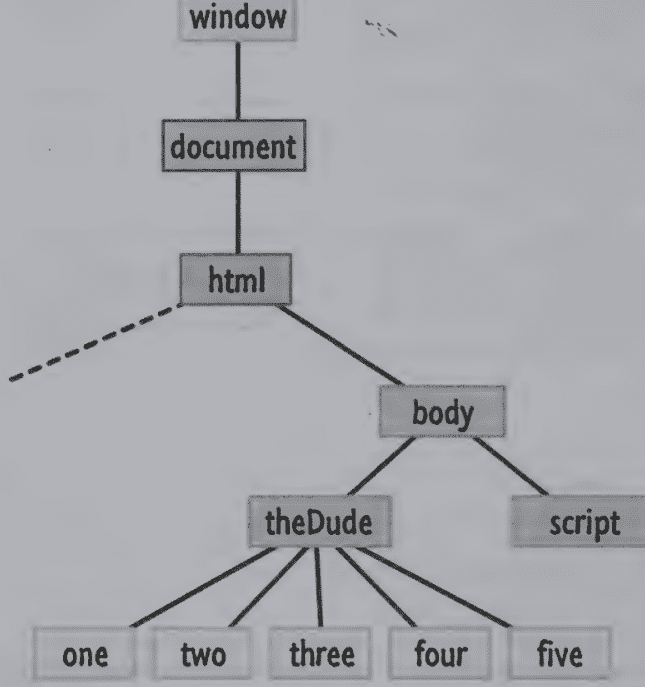 window
document
html
body
theDude script
one two three four five